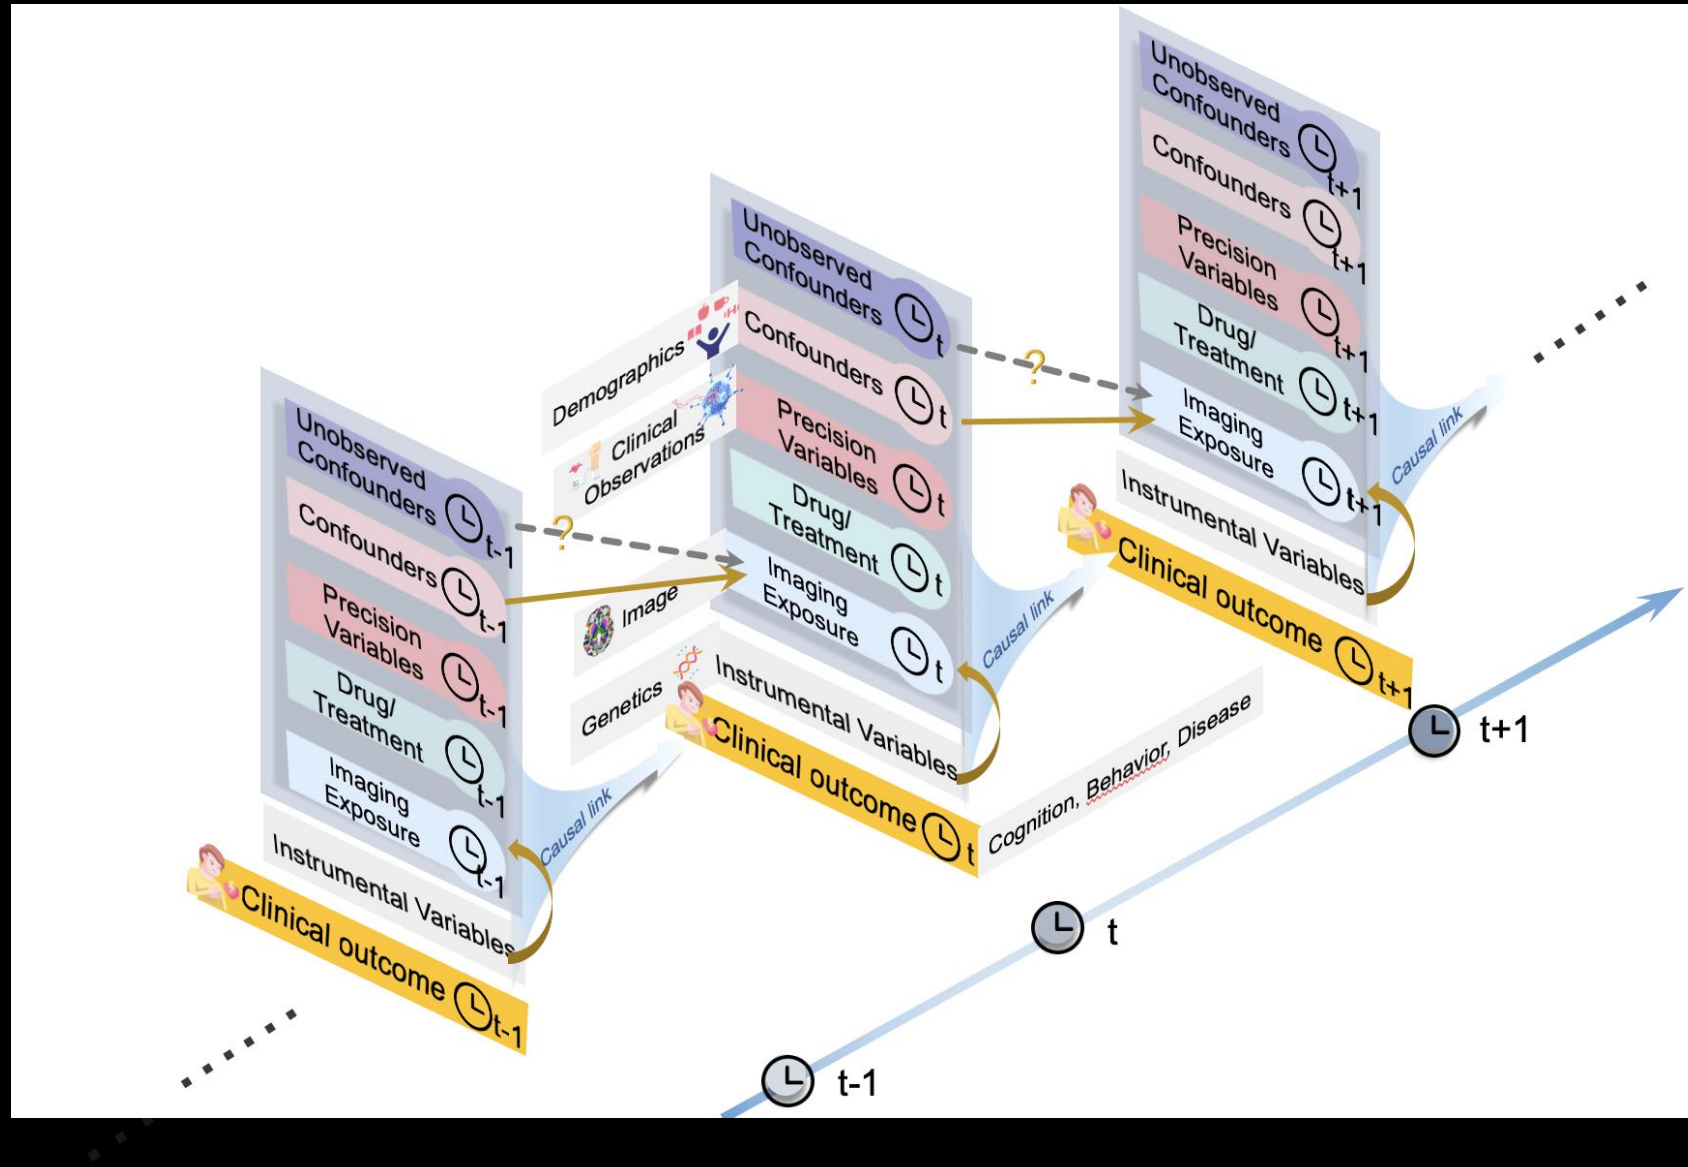 Unobserved
Confounders
t-1
Confounders
t-1
Precision
Variables
t-1
Drug/
Treatment
t-1
Imaging
Exposure
t-1
Instrumental Variables
Clinical outcome
t-1
Causal link
?
Demographics
Clinical
Observations
Image
Genetics
Unobserved
Confounders
t
Confounders
t
Precision
Variables
t
Drug/
Treatment
t
Imaging
Exposure
t
Instrumental Variables
Clinical outcome
t
Cognition, Behavior, Disease
Causal link
?
Unobserved
Confounders
t+1
Confounders
t+1
Precision
Variables
t+1
Drug/
Treatment
t+1
Imaging
Exposure
t+1
Instrumental Variables
Clinical outcome
t+1
Causal link
t-1
t
t+1